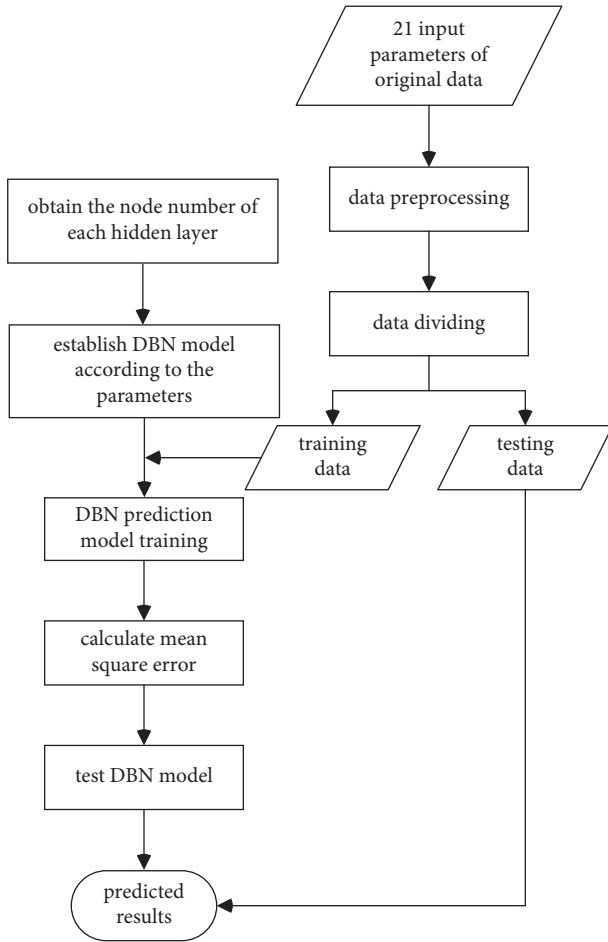 21 input
parameters of
original data
data preprocessing
obtain the node number of
each hidden layer
data dividing
establish DBN model
according to the
parameters
training
data
testing
data
DBN prediction
model training
calculate mean
square error
test DBN model
predicted
results